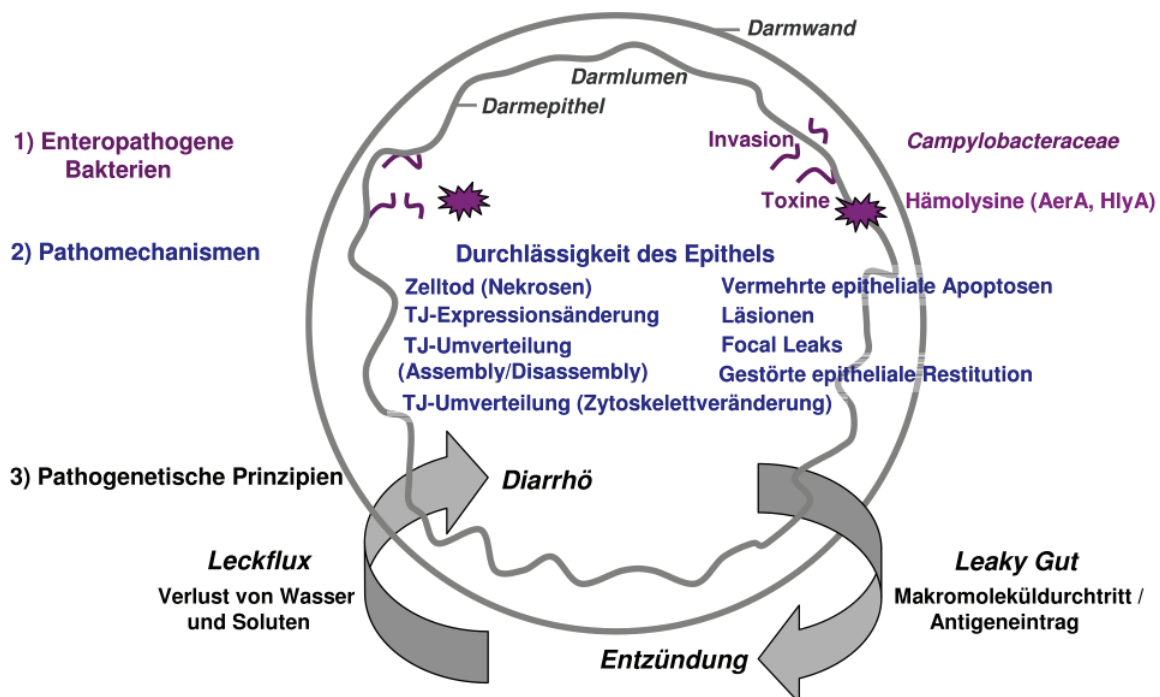 Darmwand
Darmlumen
Darmepithel
1) Enteropathogene
Bakterien
Invasion
Campylobacteraceae
Toxine
Hämolysine (AerA, HlyA)
2) Pathomechanismen
Durchlässigkeit des Epithels
Zelltod (Nekrosen)
Vermehrte epitheliale Apoptosen
TJ-Expressionsänderung
Läsionen
TJ-Umverteilung
(Assembly/Disassembly)
Focal Leaks
Gestörte epitheliale Restitution
TJ-Umverteilung (Zytoskelettveränderung)
3) Pathogenetische Prinzipien
Diarrhö
Leckflux
Verlust von Wasser
und Soluten
Leaky Gut
Makromoleküldurchtritt /
Antigeneintrag
Entzündung